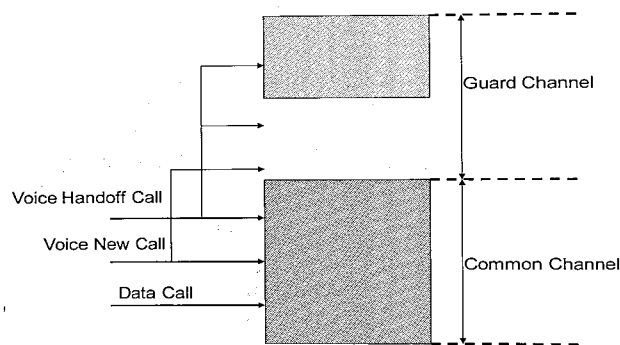 Guard Channel
Voice Handoff Call
Voice New Call
Common Channel
Data Call